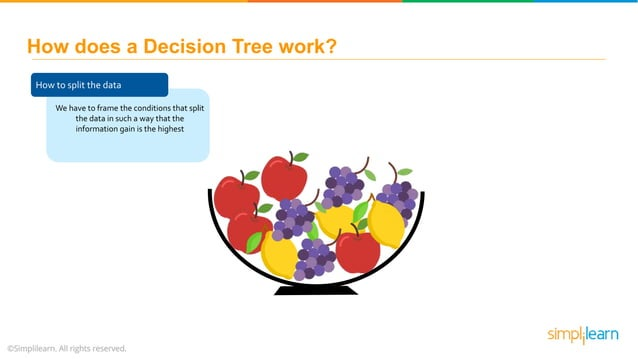 How does a Decision Tree work?
How to split the data
We have to frame the conditions that split
the data in such a way that the
information gain is the highest
simplilearn
©Simplilearn. All rights reserved.